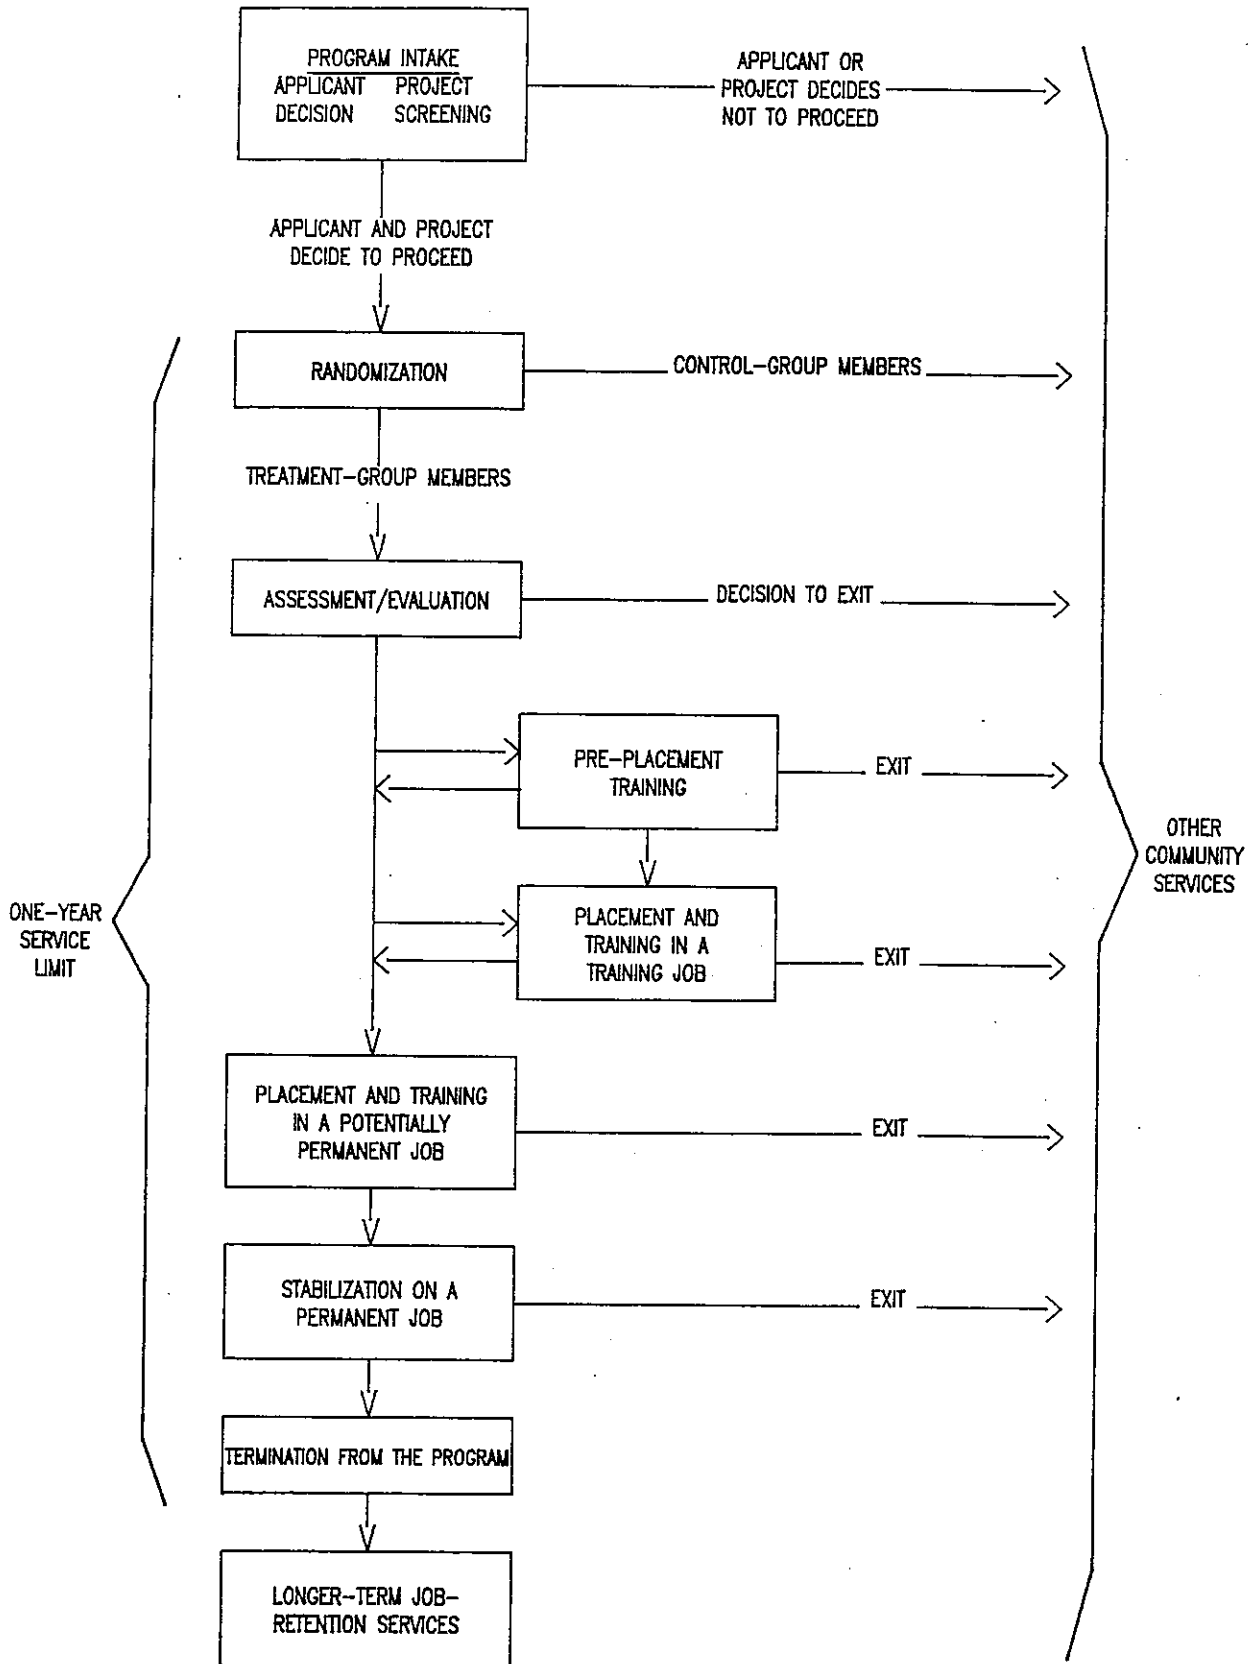 PROGRAM INTAKE
APPLICANT PROJECT
DECISION SCREENING
APPLICANT OR
PROJECT DECIDES
NOT TO PROCEED
APPLICANT AND PROJECT
DECIDE TO PROCEED
RANDOMIZATION
CONTROL-GROUP MEMBERS
TREATMENT-GROUP MEMBERS
ASSESSMENT/EVALUATION
DECISION TO EXIT
PRE-PLACEMENT
TRAINING
EXIT
OTHER
COMMUNITY
SERVICES
ONE-YEAR
SERVICE
LIMIT
PLACEMENT AND
TRAINING IN A
TRAINING JOB
EXIT
PLACEMENT AND TRAINING
IN A POTENTIALLY
PERMANENT JOB
EXIT
STABILIZATION ON A
PERMANENT JOB
EXIT
TERMINATION FROM THE PROGRAM
LONGER-TERM JOB-
RETENTION SERVICES